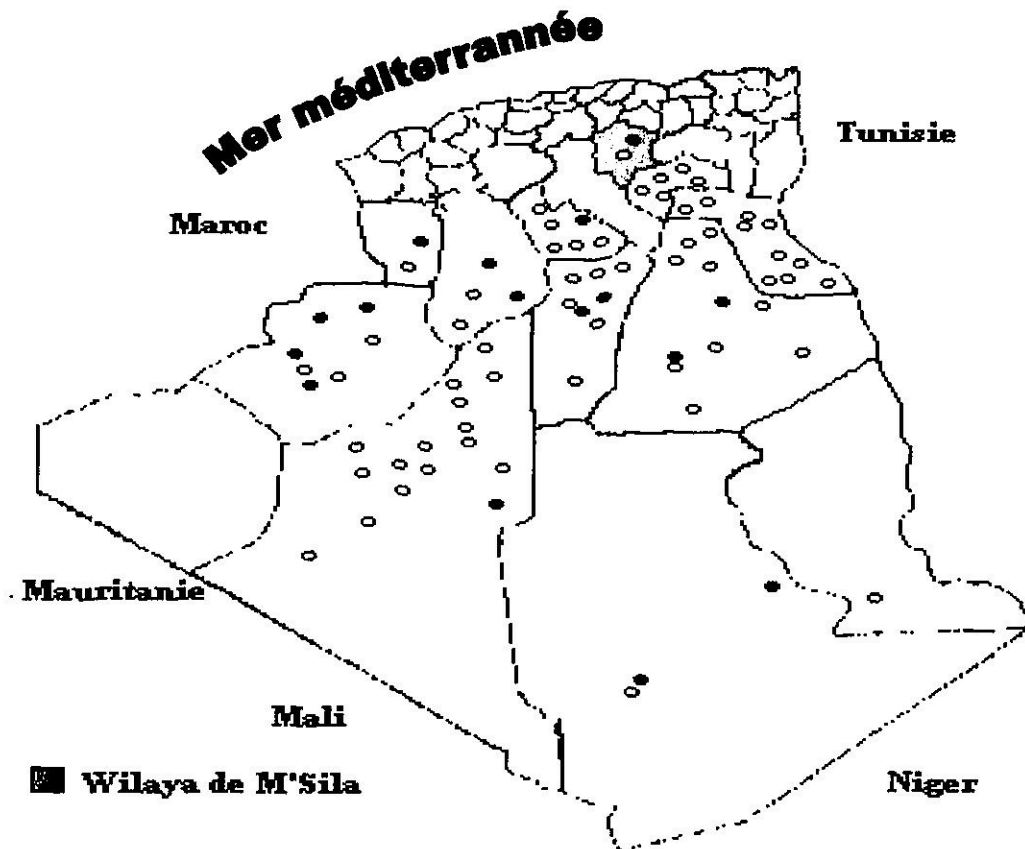 Mer méditerrannée
Tunisie
Maroc
Mauritanie
Mali
Wilaya de M'Sila
Niger